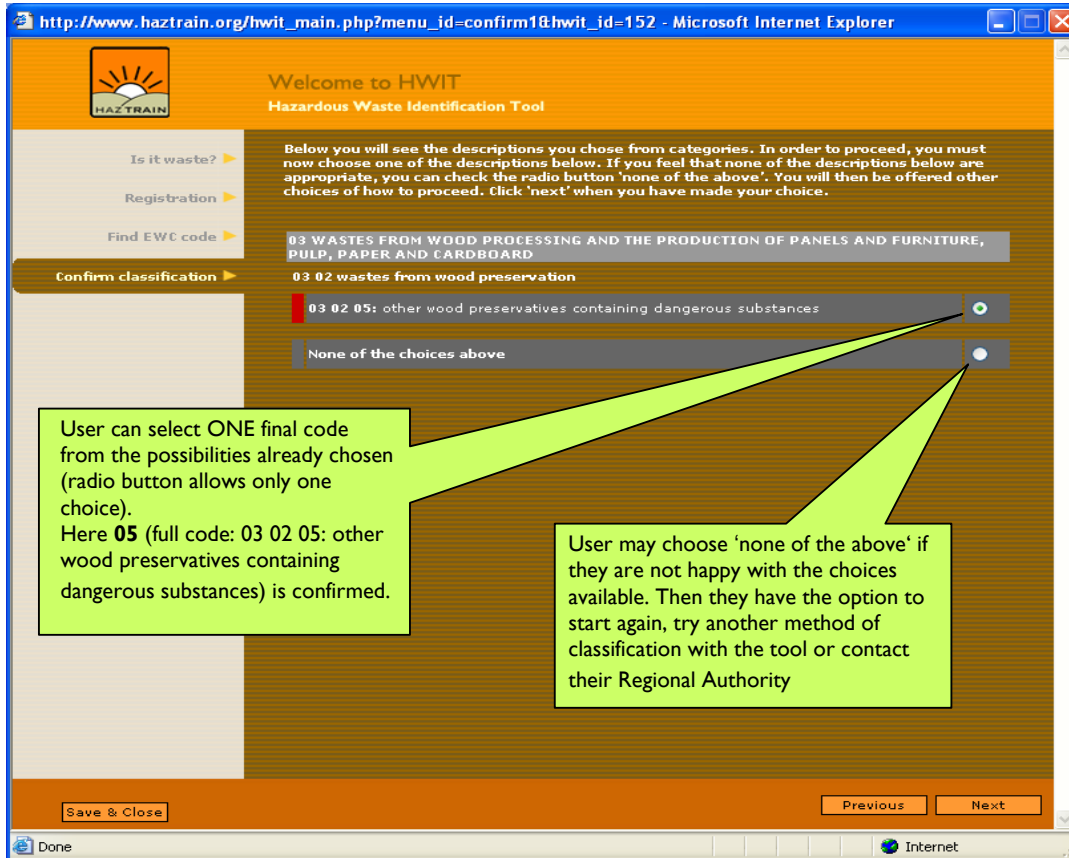 http://www.haztrain.org/hwit_main.php?menu_id=confirm1&hwit_id=152 - Microsoft Internet Explorer
HAZTRAIN
Welcome to HWIT
Hazardous Waste Identification Tool
Is it waste?
Registration
Find EWC code
Confirm classification
Below you will see the descriptions you chose from categories. In order to proceed, you must
now choose one of the descriptions below. If you feel that none of the descriptions below are
appropriate, you can check the radio button 'none of the above'. You will then be offered other
choices of how to proceed. Click 'next' when you have made your choice.
03 WASTES FROM WOOD PROCESSING AND THE PRODUCTION OF PANELS AND FURNITURE,
PULP, PAPER AND CARDBOARD
03 02 wastes from wood preservation
03 02 05: other wood preservatives containing dangerous substances
None of the choices above
User can select ONE final code
from the possibilities already chosen
(radio button allows only one
choice).
Here 05 (full code: 03 02 05: other
wood preservatives containing
dangerous substances) is confirmed.
User may choose 'none of the above' if
they are not happy with the choices
available. Then they have the option to
start again, try another method of
classification with the tool or contact
their Regional Authority
Save & Close
Previous
Next
Done
Internet